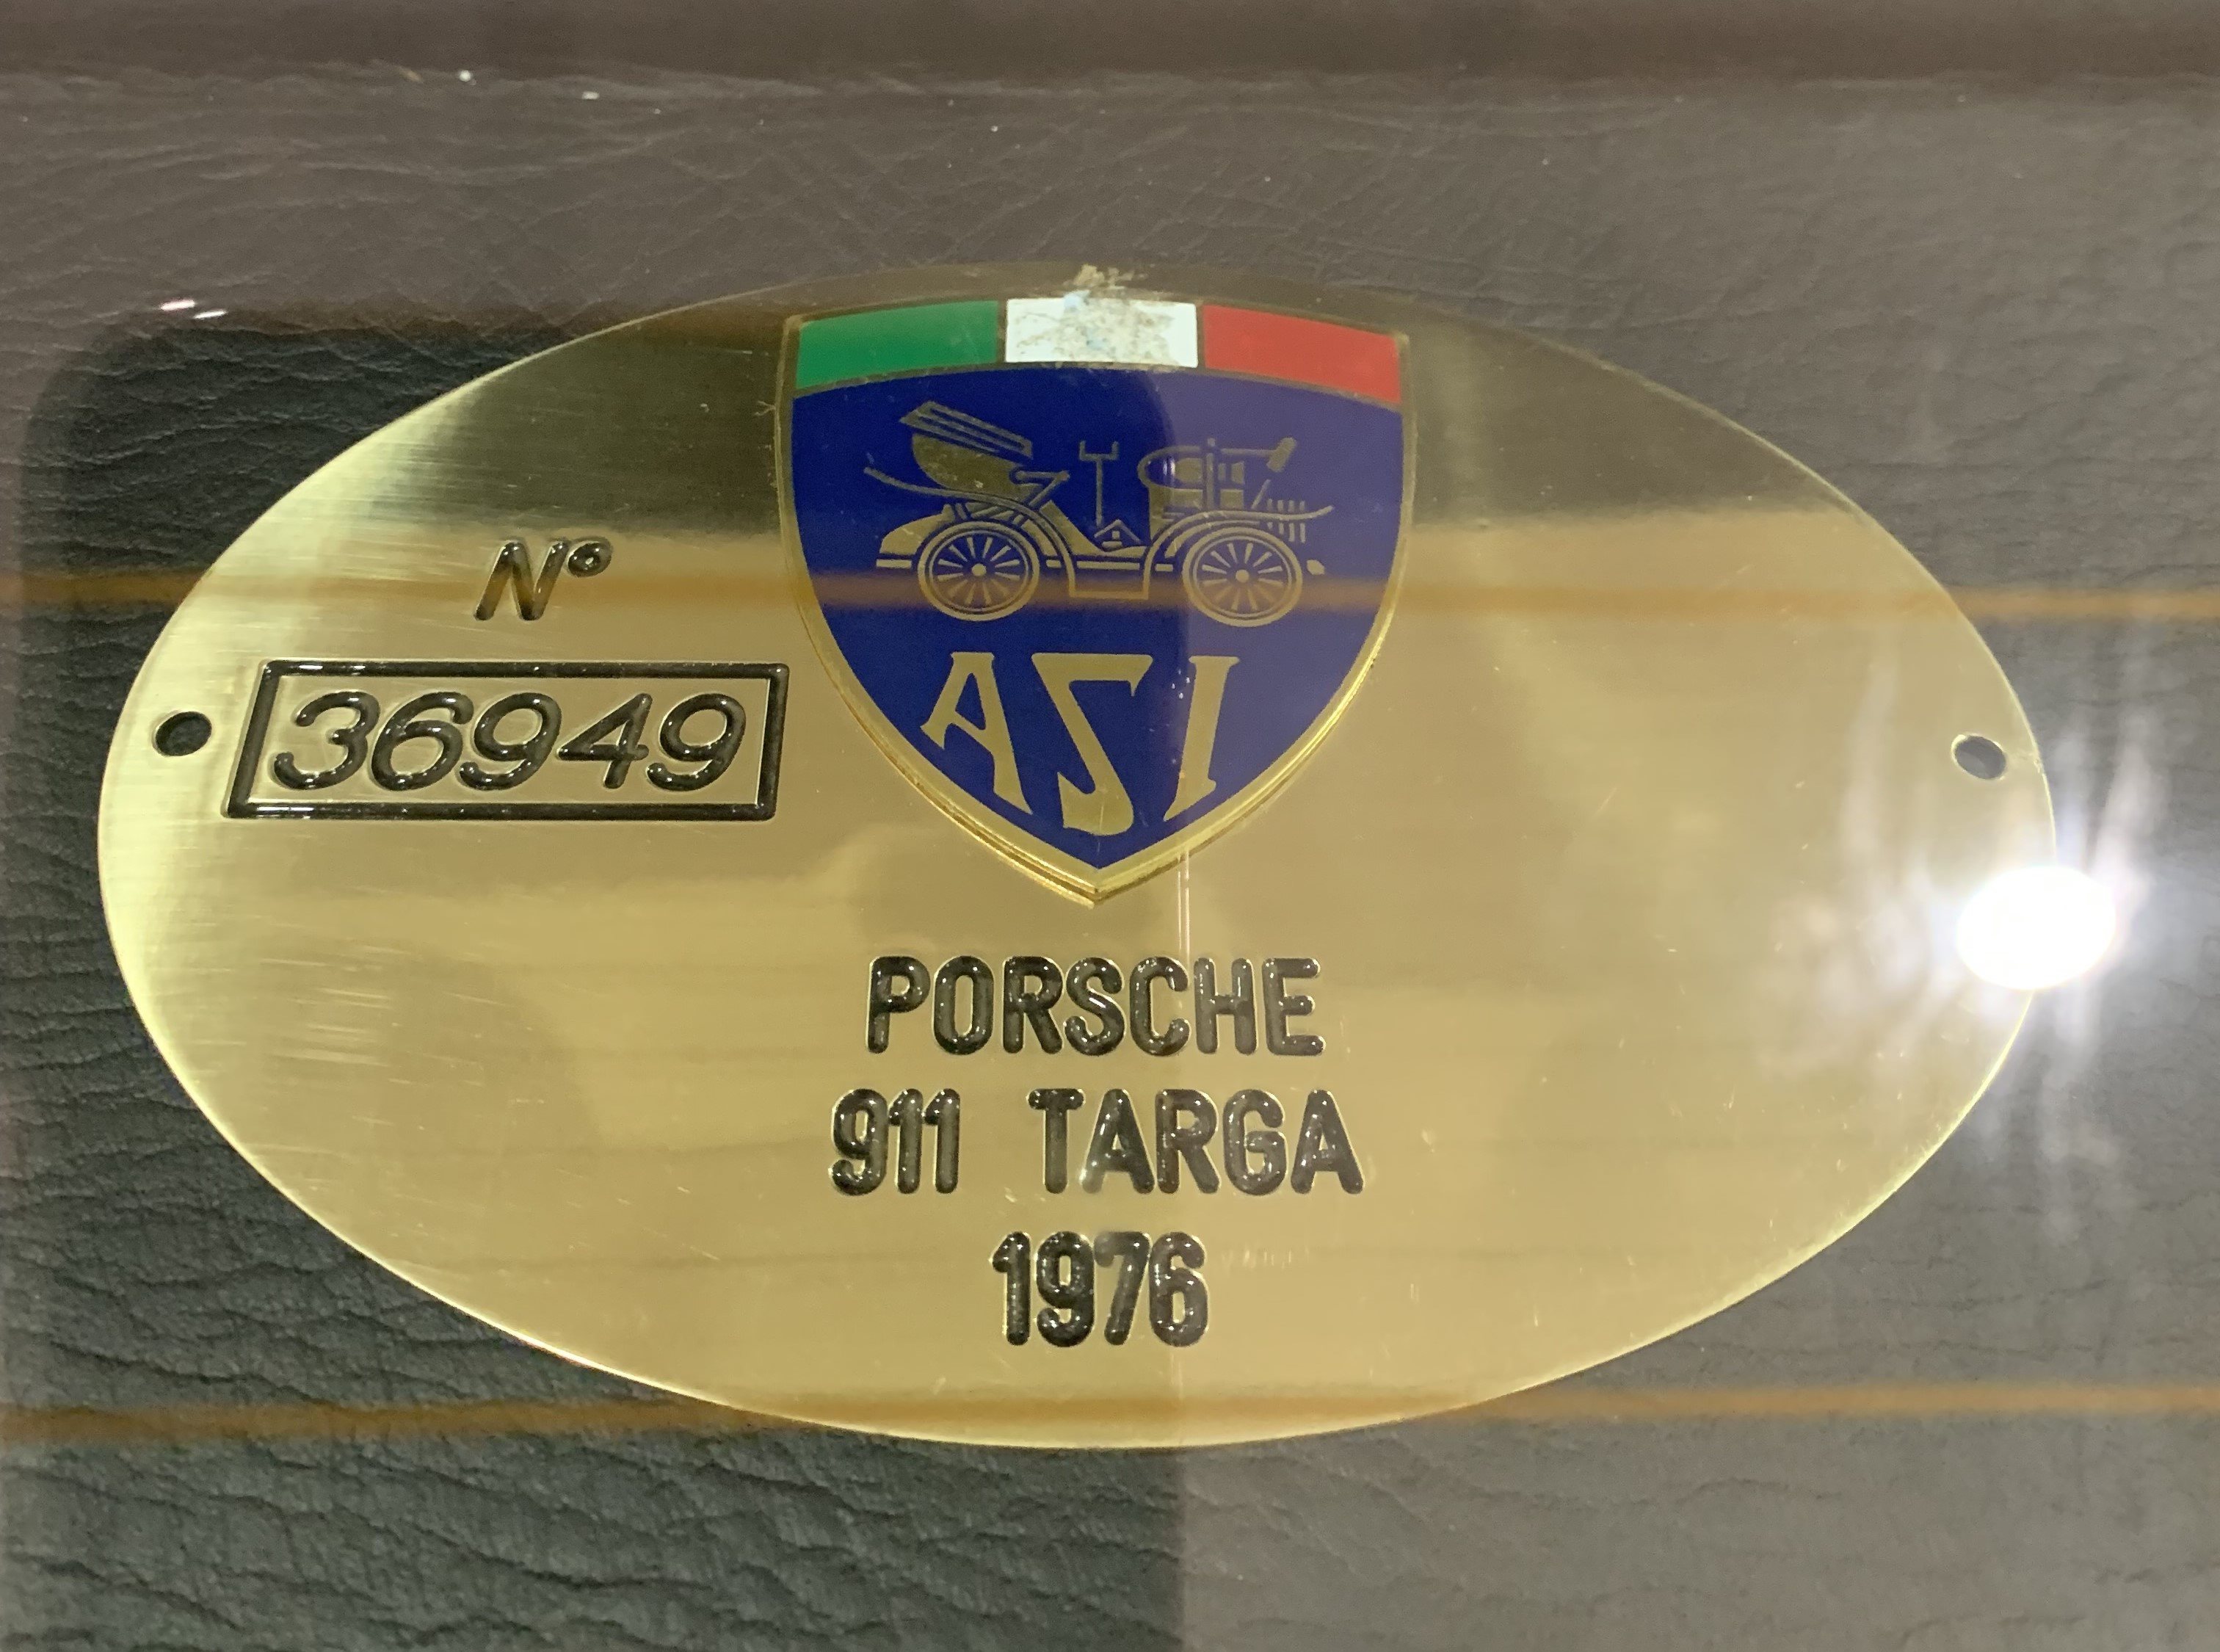 N°
36949
ASI
PORSCHE
911 TARGA
1976